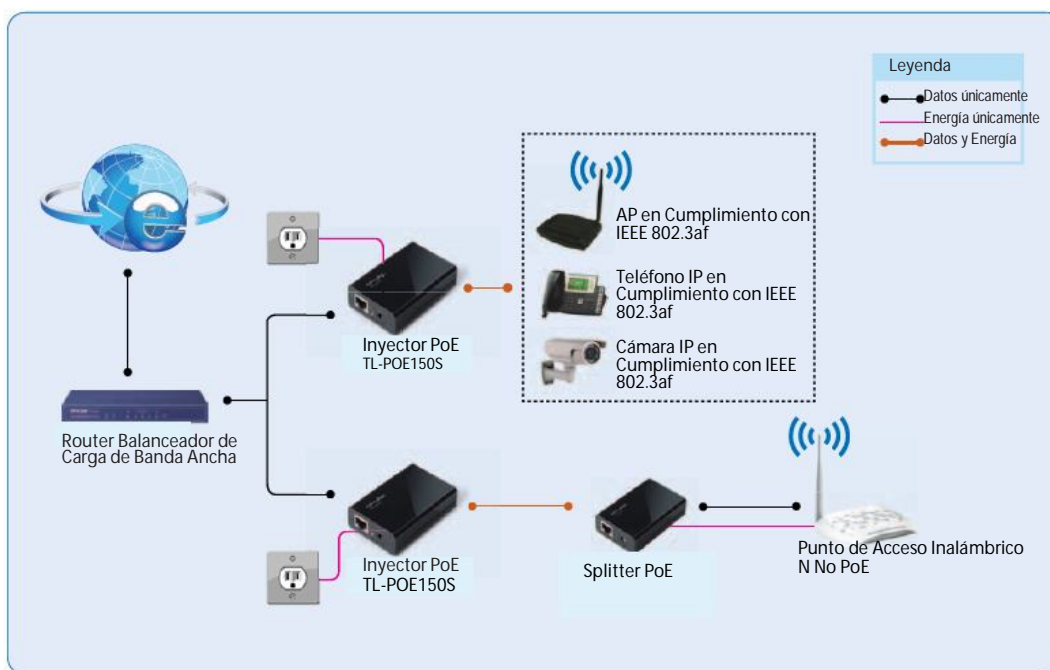 Leyenda
Datos únicamente
Energía únicamente
Datos y Energía
AP en Cumplimiento con
IEEE 802.3af
Teléfono IP en
Cumplimiento con IEEE
802.3af
Cámara IP en
Cumplimiento con IEEE
802.3af
Inyector PoE
TL-POE150S
Router Balanceador de
Carga de Banda Ancha
Inyector PoE
TL-POE150S
Splitter PoE
Punto de Acceso Inalámbrico
N No PoE